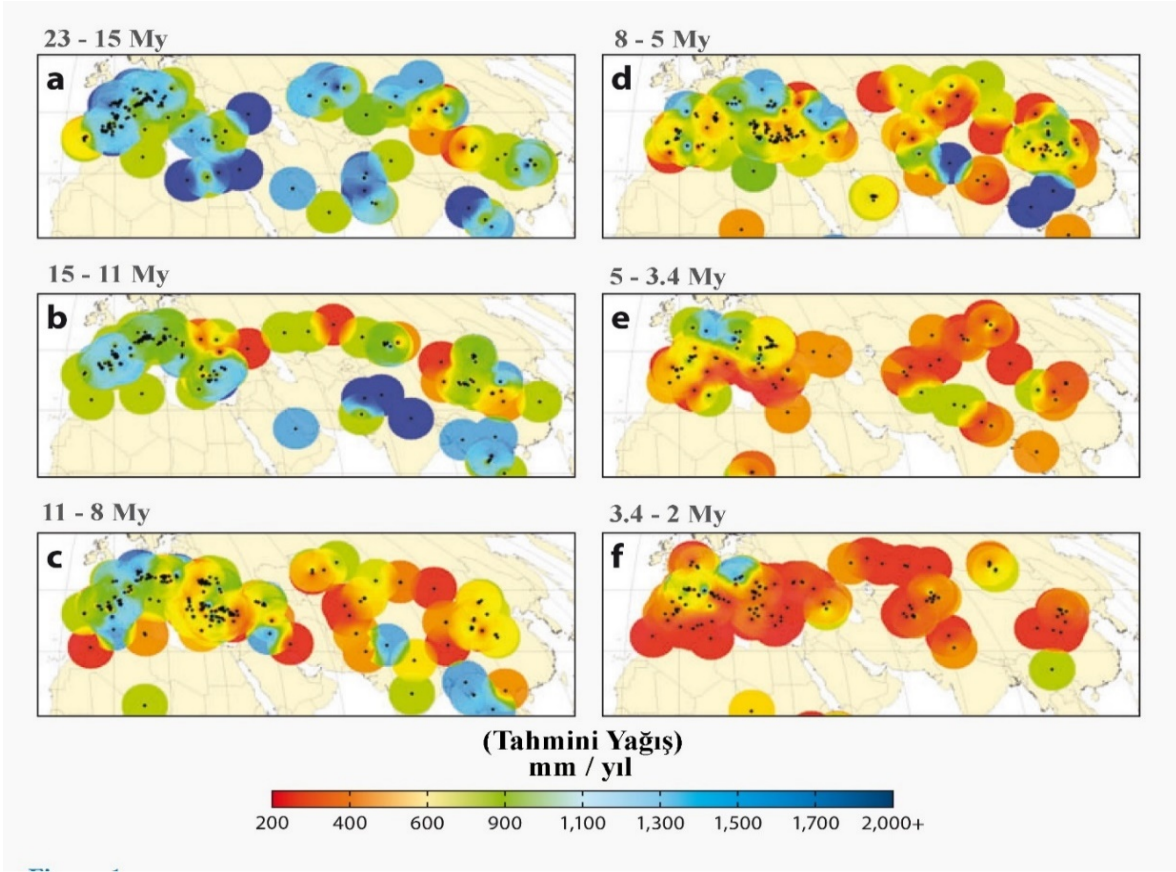 23 - 15 My
a
15 - 11 My
b
11 - 8 My
c
8 - 5 My
d
5 - 3.4 My
e
3.4 - 2 My
f
(Tahmini Yağış)
mm / yıl
200 400 600 900 1,100 1,300 1,500 1,700 2,000+